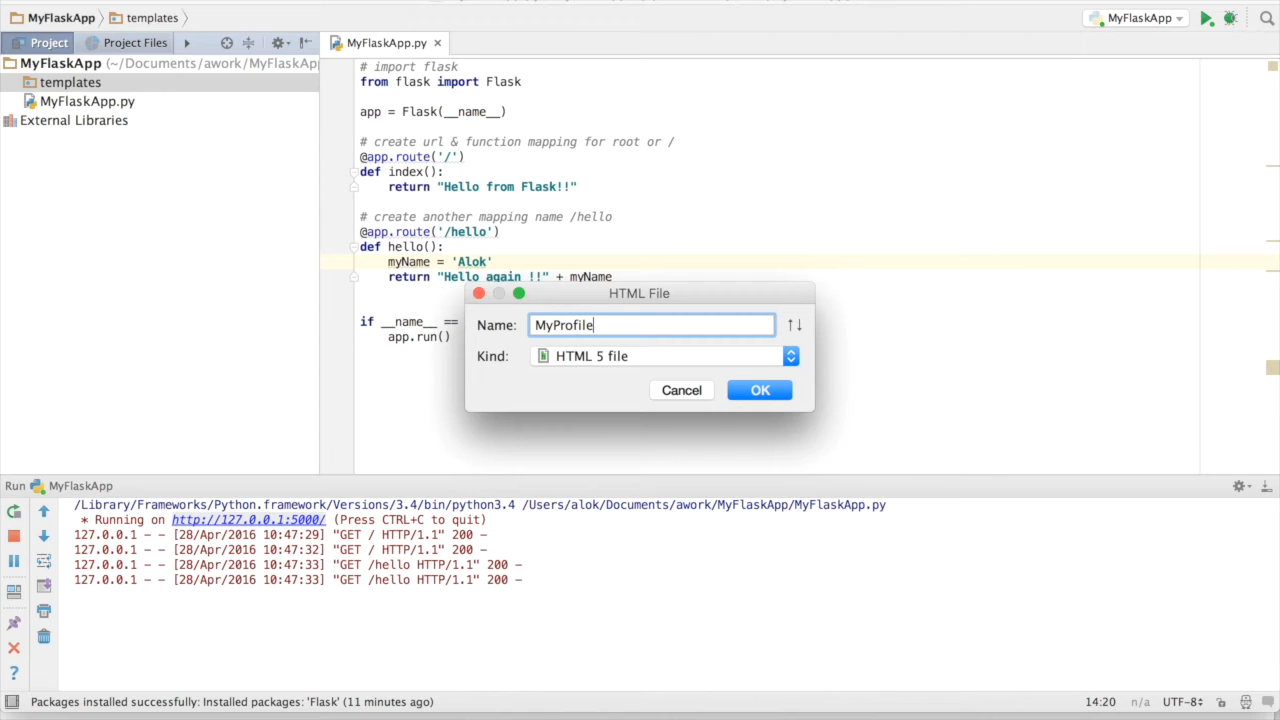 MyFlaskApp templates MyFlaskApp
Project Project Files MyFlaskApp.py
MyFlaskApp (~/Documents/awork/MyFlaskApp
templates
MyFlaskApp.py
External Libraries
# import flask
from flask import Flask
app = Flask(__name__)
# create url & function mapping for root or /
@app.route('/')
def index():
return "Hello from Flask!!"
# create another mapping name /hello
@app.route('/hello')
def hello():
myName = 'Alok'
return "Hello again !!" + myName
if __name__ ==
app.run()
HTML File
Name: MyProfile
Kind: HTML 5 file
Cancel OK
Run MyFlaskApp
/Library/Frameworks/Python.framework/Versions/3.4/bin/python3.4 /Users/alok/Documents/awork/MyFlaskApp/MyFlaskApp.py
* Running on http://127.0.0.1:5000/ (Press CTRL+C to quit)
127.0.0.1 - - [28/Apr/2016 10:47:29] "GET / HTTP/1.1" 200 -
127.0.0.1 - - [28/Apr/2016 10:47:32] "GET / HTTP/1.1" 200 -
127.0.0.1 - - [28/Apr/2016 10:47:33] "GET /hello HTTP/1.1" 200 -
127.0.0.1 - - [28/Apr/2016 10:47:33] "GET /hello HTTP/1.1" 200 -
Packages installed successfully: Installed packages: 'Flask' (11 minutes ago) 14:20 n/a UTF-8